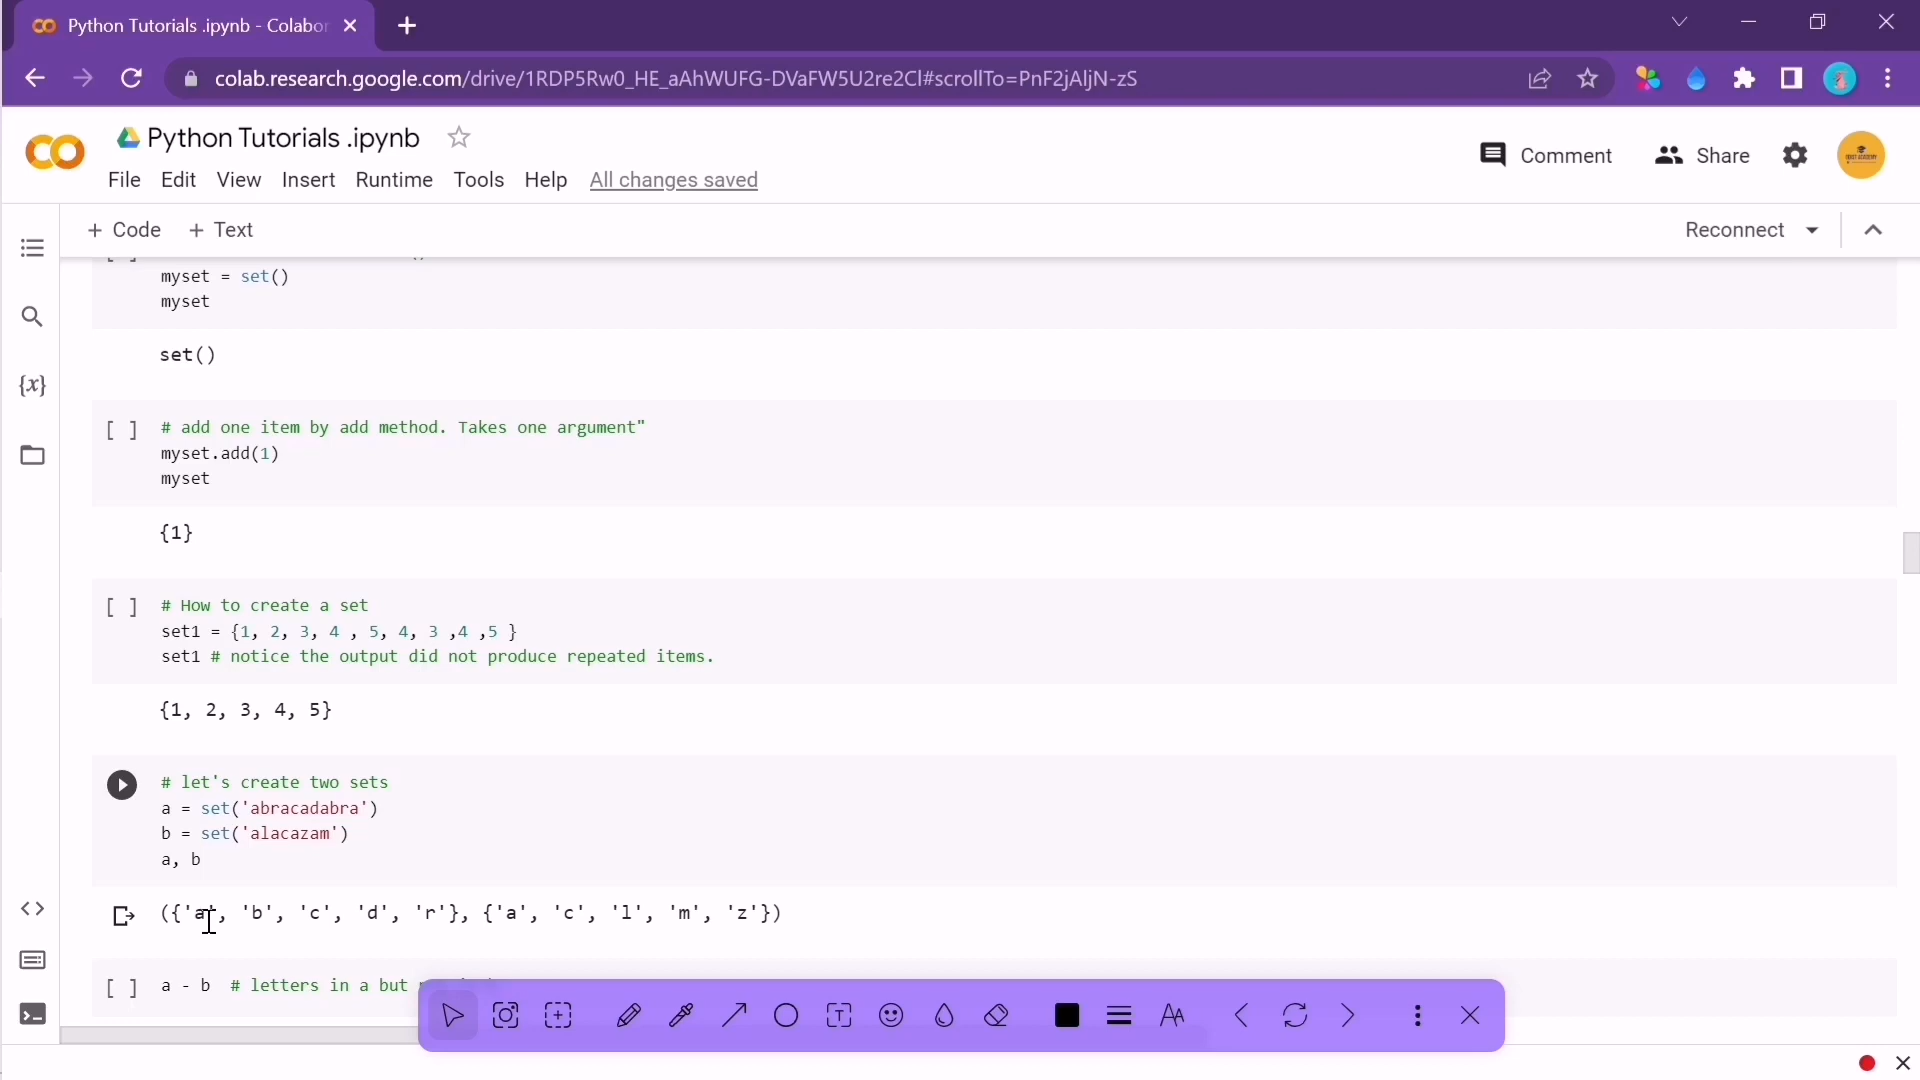 Python Tutorials .ipynb - Colabor
colab.research.google.com/drive/1RDP5Rw0_HE_aAhWUFG-DVaFW5U2re2Cl#scrollTo=PnF2jAljN-zS
Python Tutorials .ipynb
Comment Share
File Edit View Insert Runtime Tools Help All changes saved
+ Code + Text Reconnect
myset = set()
myset
set()
[ ] # add one item by add method. Takes one argument"
myset.add(1)
myset
{1}
[ ] # How to create a set
set1 = {1, 2, 3, 4 , 5, 4, 3 ,4 ,5 }
set1 # notice the output did not produce repeated items.
{1, 2, 3, 4, 5}
# let's create two sets
a = set('abracadabra')
b = set('alacazam')
a, b
({'a', 'b', 'c', 'd', 'r'}, {'a', 'c', 'l', 'm', 'z'})
[ ] a - b # letters in a but